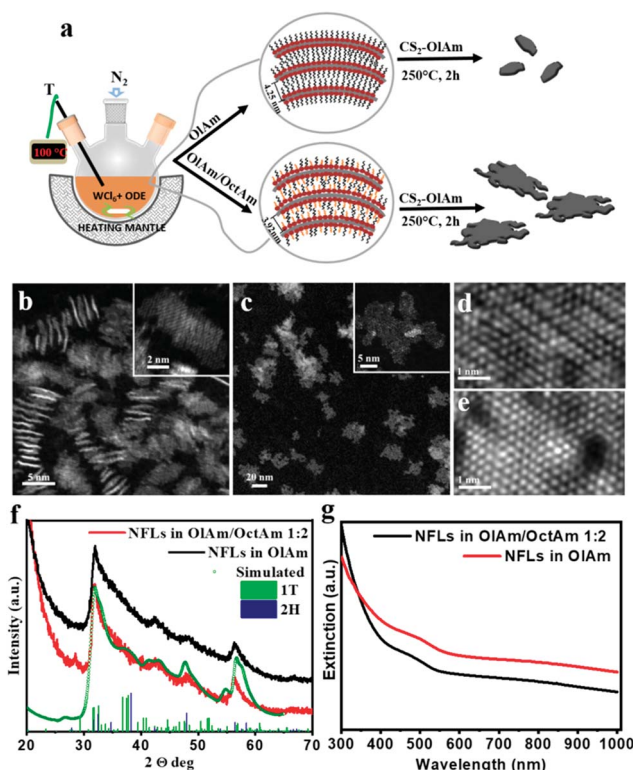 a
N₂
T
100 °C
WCl₆+ ODE
HEATING MANTLE
OlAm
OlAm/OctAm
4.25 nm
3.92nm
CS₂-OlAm
250°C, 2h
CS₂-OlAm
250°C, 2h
b
2 nm
5 nm
c
5 nm
20 nm
d
1 nm
e
1 nm
f
NFLs in OlAm/OctAm 1:2
NFLs in OlAm
Simulated
1T
2H
Intensity (a.u.)
20 30 40 50 60 70
2 Θ deg
g
NFLs in OlAm/OctAm 1:2
NFLs in OlAm
Extinction (a.u.)
300 400 500 600 700 800 900 1000
Wavelength (nm)